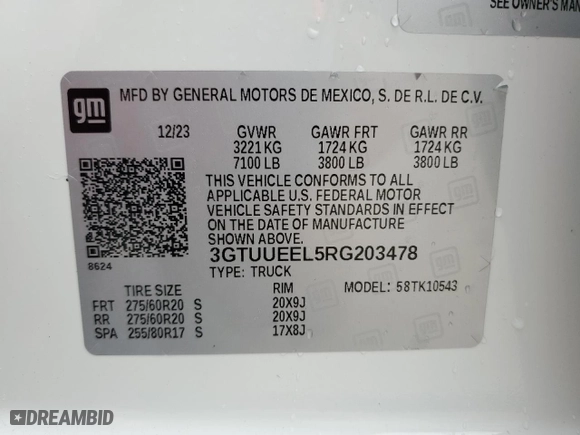 SEE OWNER'S MAN
gm
MFD BY GENERAL MOTORS DE MEXICO, S. DE R.L. DE C.V.
12/23 GVWR GAWR FRT GAWR RR
3221 KG 1724 KG 1724 KG
7100 LB 3800 LB 3800 LB
THIS VEHICLE CONFORMS TO ALL
APPLICABLE U.S. FEDERAL MOTOR
VEHICLE SAFETY STANDARDS IN EFFECT
ON THE DATE OF MANUFACTURE
SHOWN ABOVE.
8624 3GTUUEEL5RG203478
TYPE: TRUCK
TIRE SIZE RIM MODEL: 58TK10543
FRT 275/60R20 S 20X9J
RR 275/60R20 S 20X9J
SPA 255/80R17 S 17X8J
DREAMBID